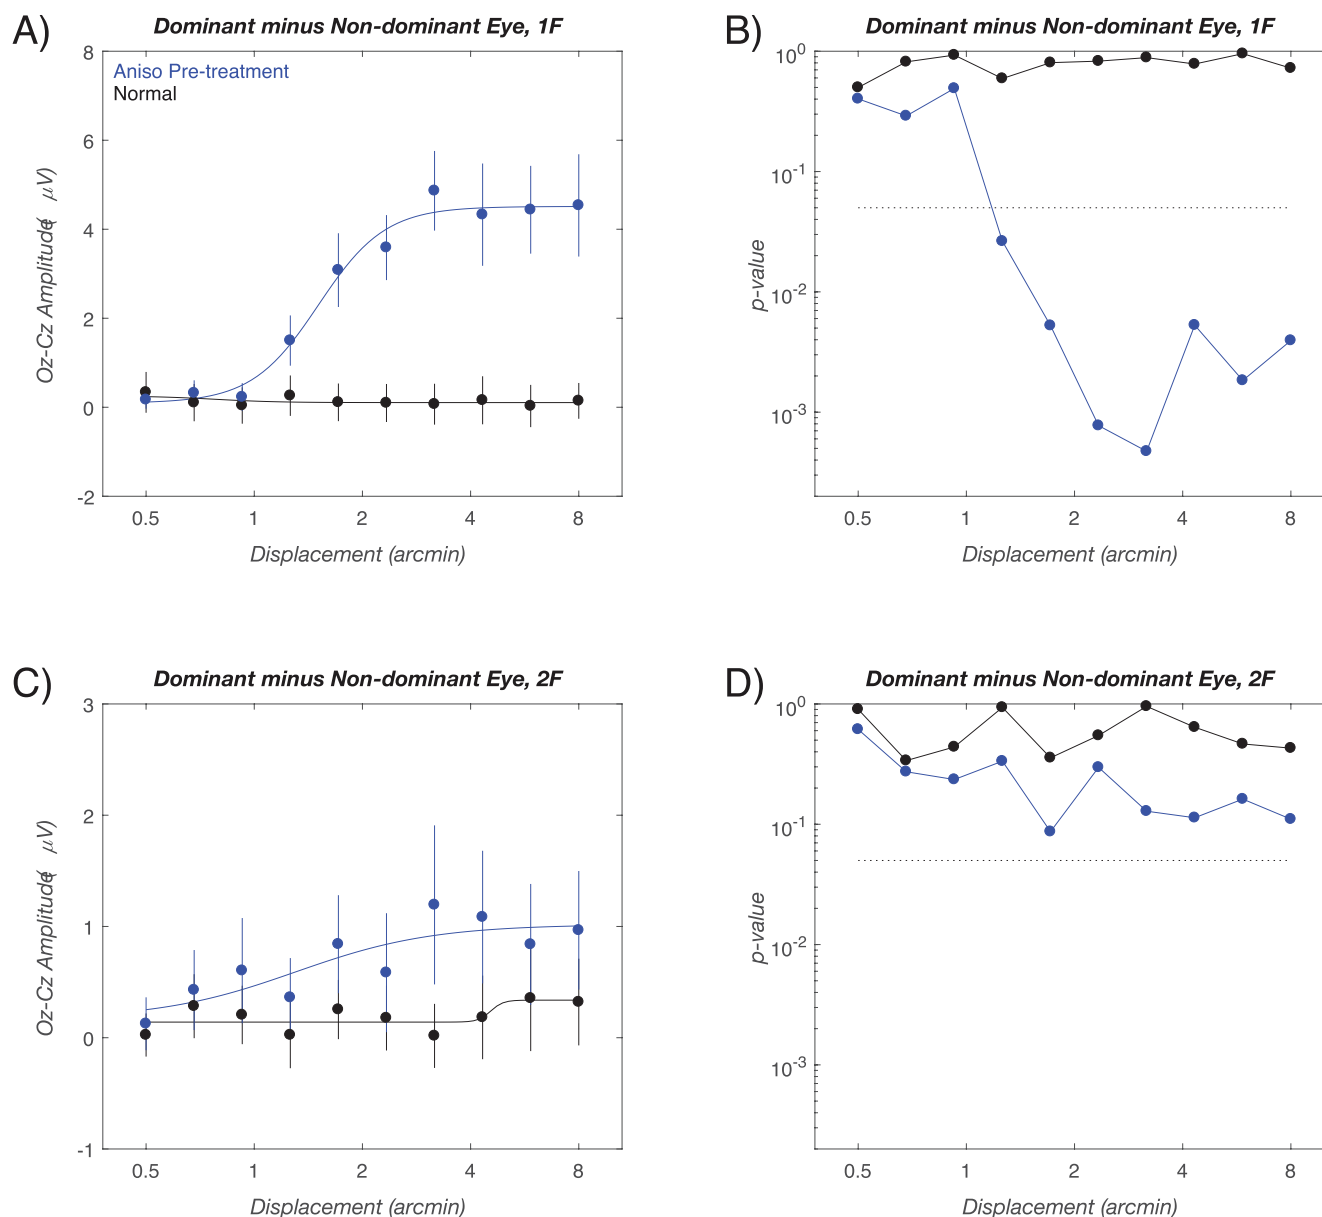 A)
Dominant minus Non-dominant Eye, 1F
Aniso Pre-treatment
Normal
8
6
4
2
0
-2
Oz-Cz Amplitude( μV)
0.5 1 2 4 8
Displacement (arcmin)
B)
Dominant minus Non-dominant Eye, 1F
10^0
10^-1
10^-2
10^-3
p-value
0.5 1 2 4 8
Displacement (arcmin)
C)
Dominant minus Non-dominant Eye, 2F
3
2
1
0
-1
Oz-Cz Amplitude( μV)
0.5 1 2 4 8
Displacement (arcmin)
D)
Dominant minus Non-dominant Eye, 2F
10^0
10^-1
10^-2
10^-3
p-value
0.5 1 2 4 8
Displacement (arcmin)